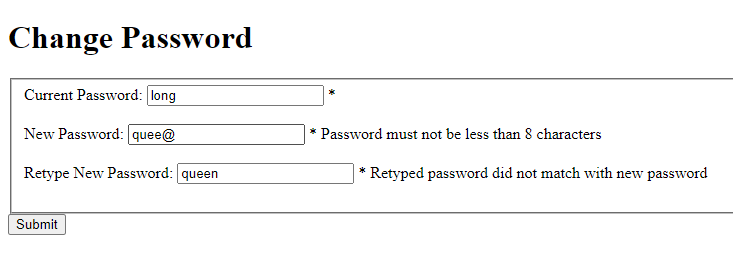 Change Password
Current Password: long *
New Password: quee@ * Password must not be less than 8 characters
Retype New Password: queen * Retyped password did not match with new password
Submit